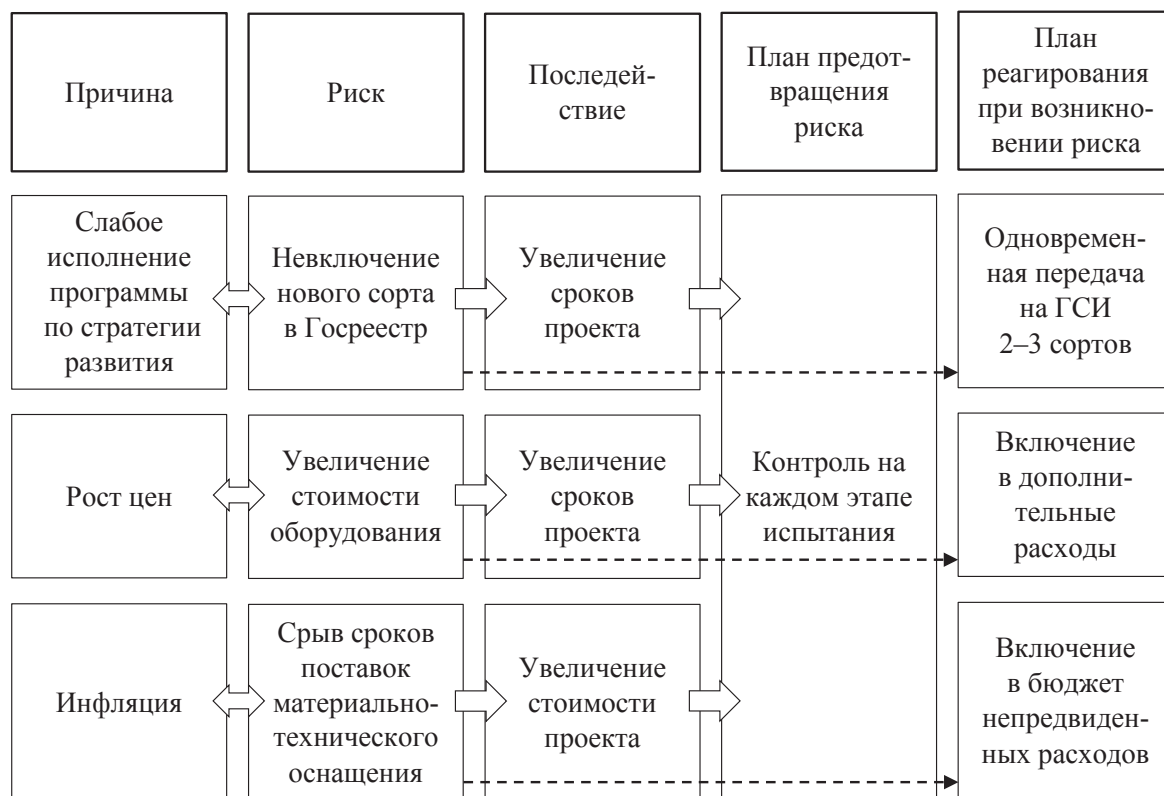 Причина
Риск
Последей-
ствие
План предот-
вращения
риска
План
реагирования
при возникно-
вении риска
Слабое
исполнение
программы
по стратегии
развития
Невключение
нового сорта
в Госреестр
Увеличение
сроков
проекта
Одновремен-
ная передача
на ГСИ
2–3 сортов
Рост цен
Увеличение
стоимости
оборудования
Увеличение
сроков
проекта
Контроль на
каждом этапе
испытания
Включение
в дополни-
тельные
расходы
Инфляция
Срыв сроков
поставок
материально-
технического
оснащения
Увеличение
стоимости
проекта
Включение
в бюджет
непредвиден-
ных расходов